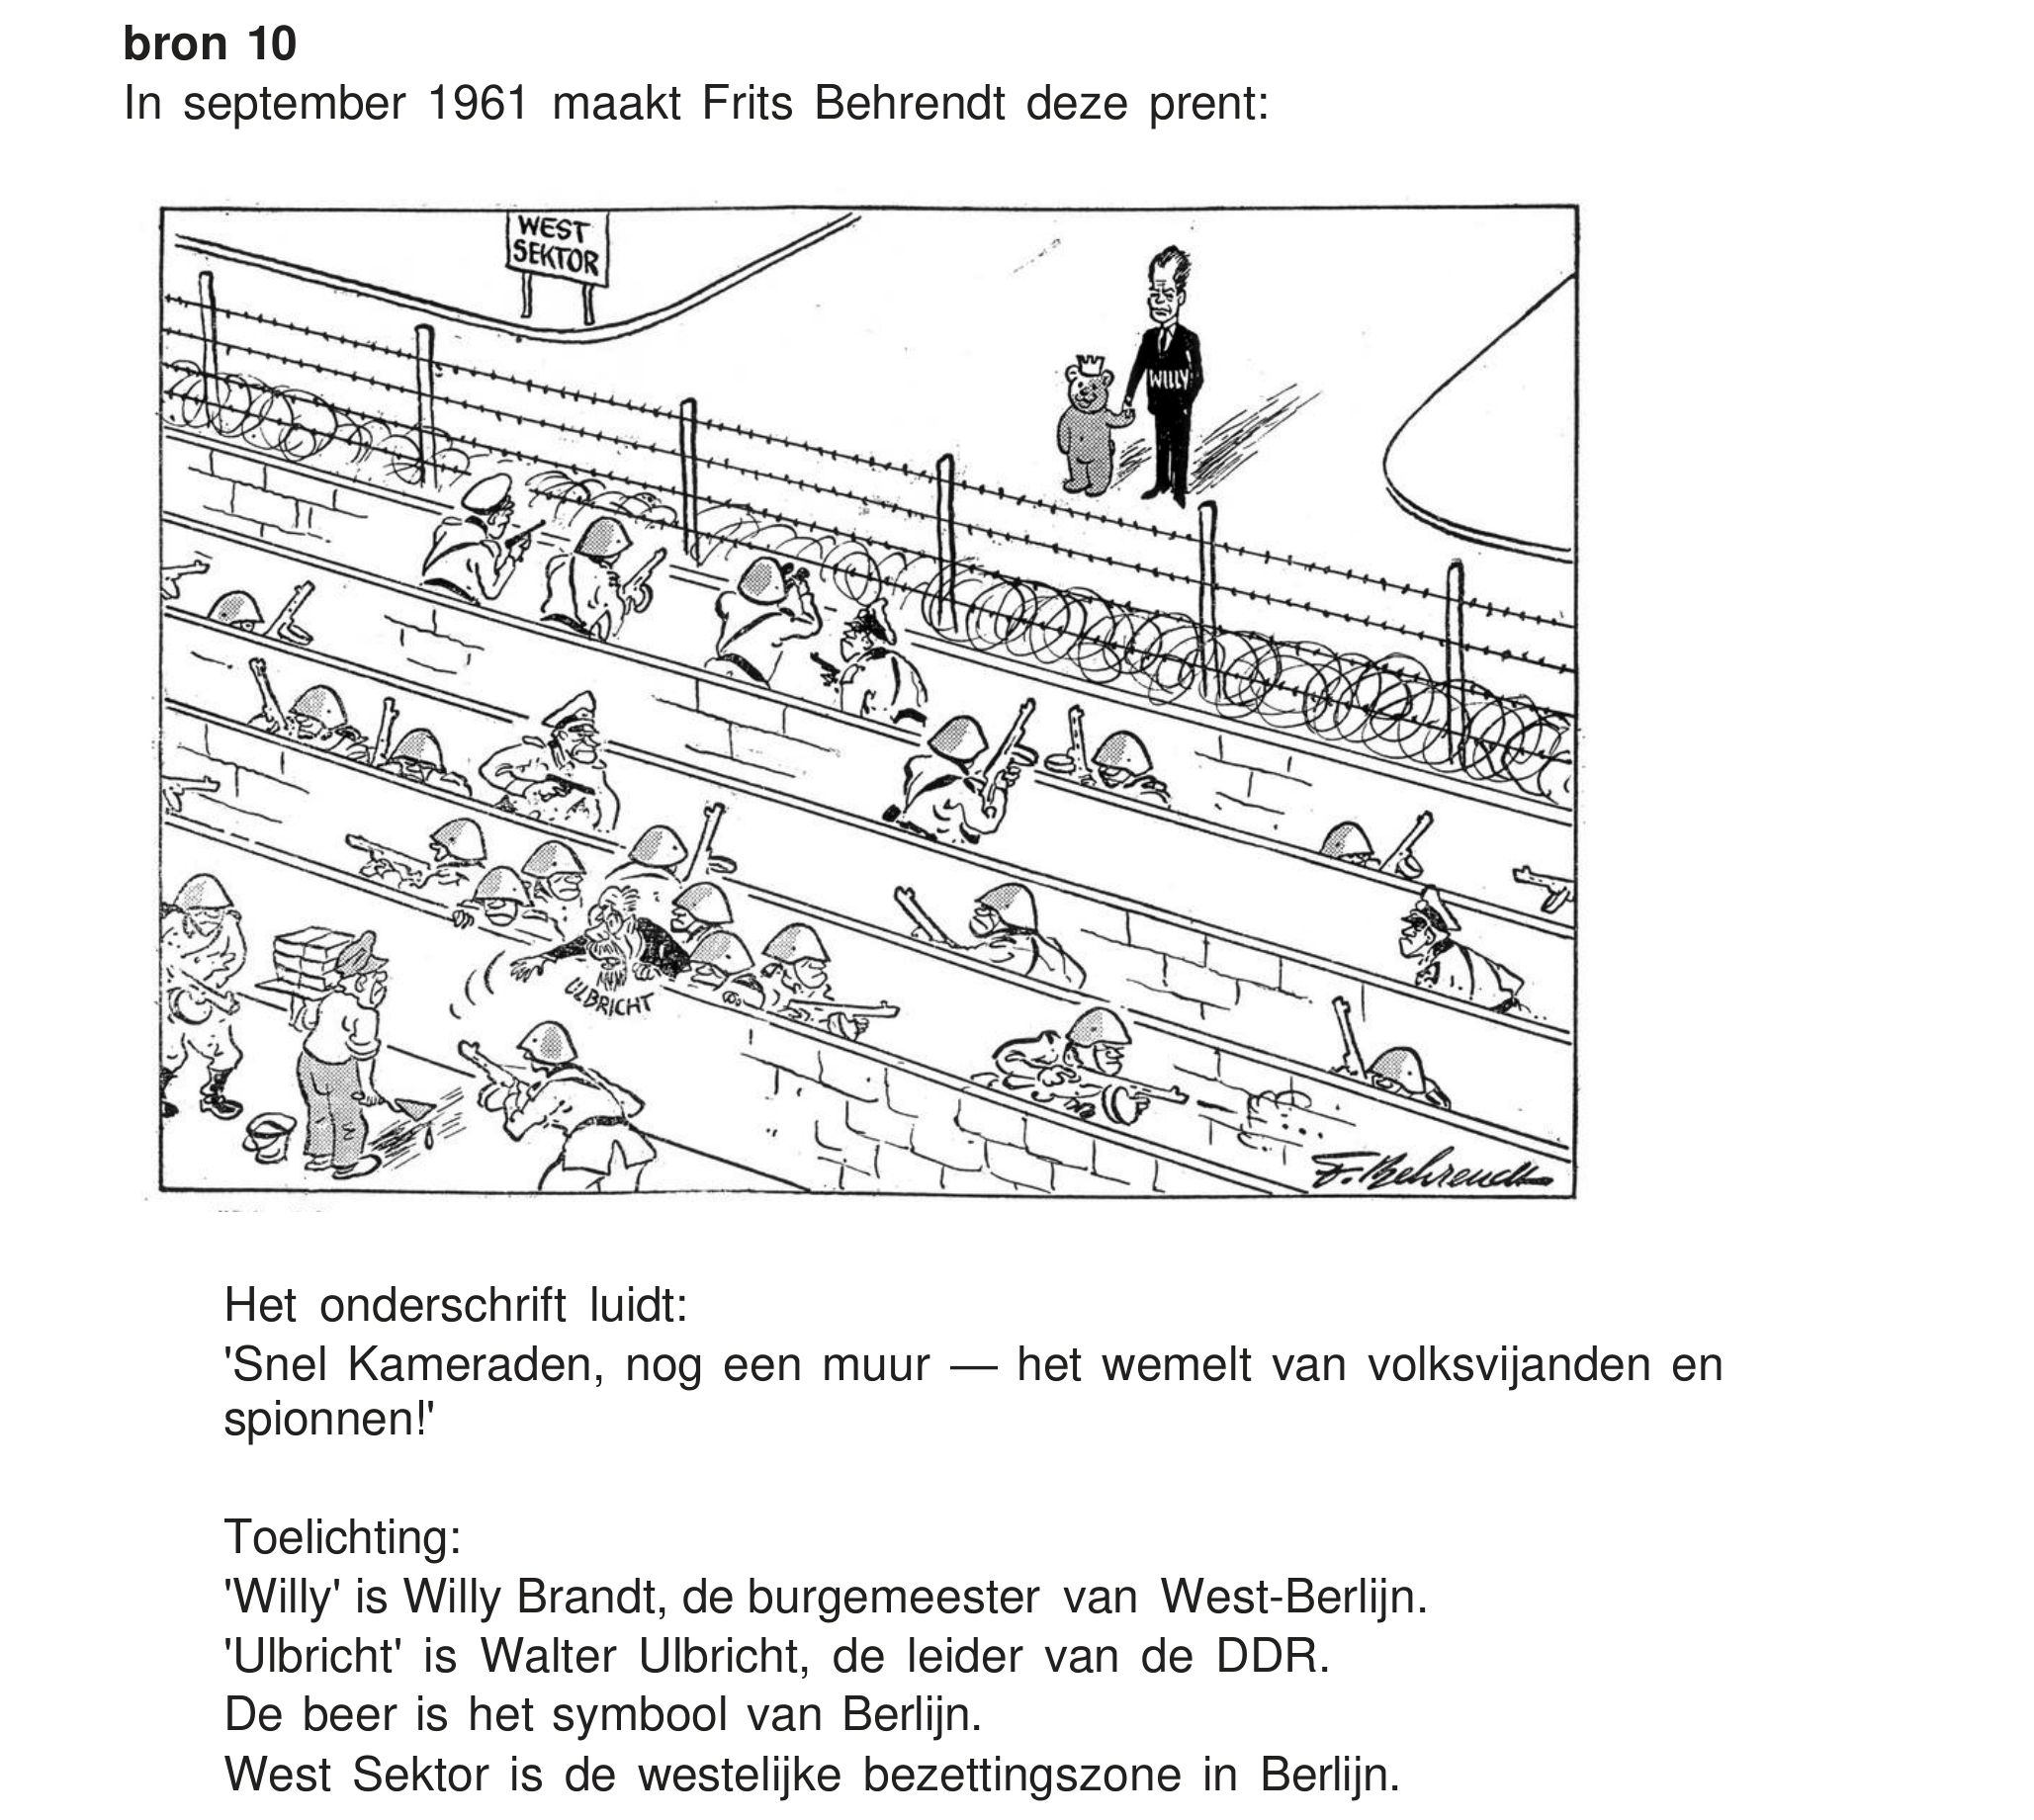 bron 10
In september 1961 maakt Frits Behrendt deze prent:
WEST
SEKTOR
WILLY
ULBRICHT
F. Behrendt
Het onderschrift luidt:
'Snel Kameraden, nog een muur — het wemelt van volksvijanden en
spionnen!'
Toelichting:
'Willy' is Willy Brandt, de burgemeester van West-Berlijn.
'Ulbricht' is Walter Ulbricht, de leider van de DDR.
De beer is het symbool van Berlijn.
West Sektor is de westelijke bezettingszone in Berlijn.